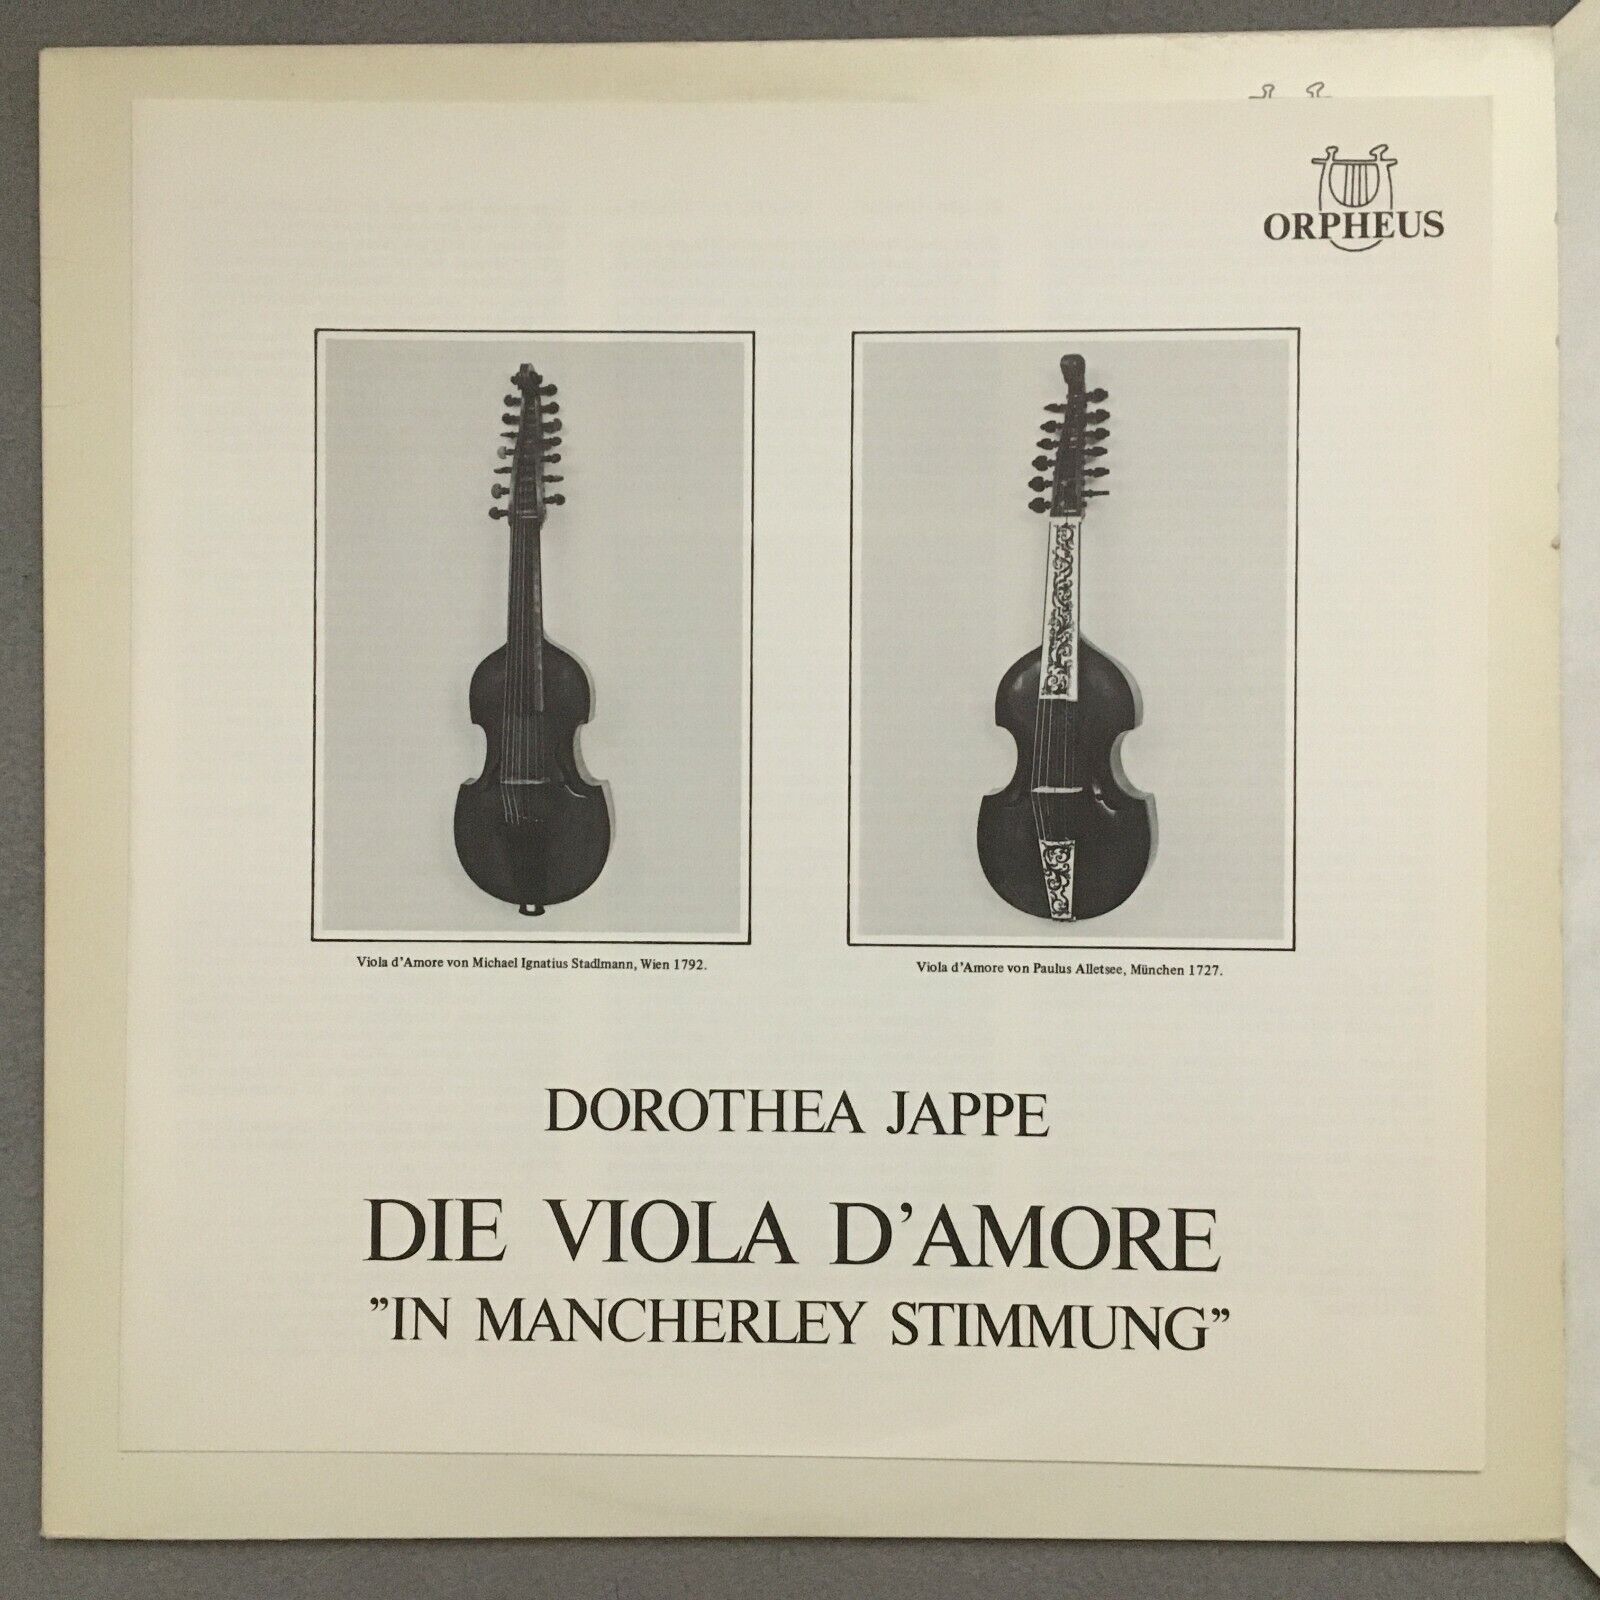 ORPHEUS
Viola d'Amore von Michael Ignatius Stadlmann, Wien 1792.
Viola d'Amore von Paulus Alletsee, München 1727.
DOROTHEA JAPPE
DIE VIOLA D'AMORE
”IN MANCHERLEY STIMMUNG”